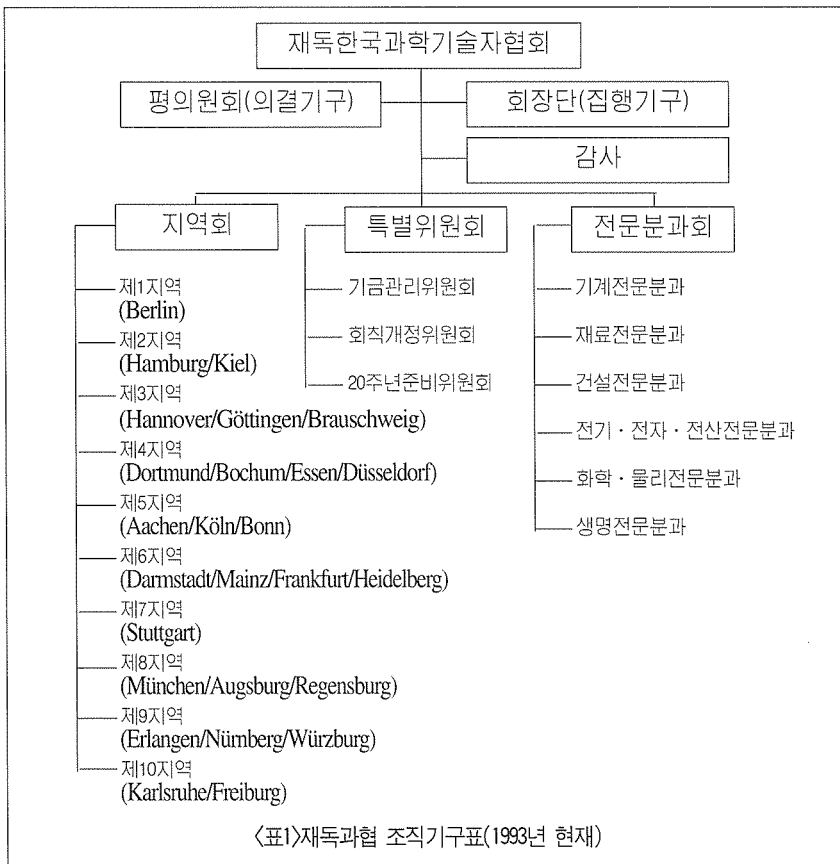 재독한국과학기술자협회
평의원회(의결기구)
회장단(집행기구)
감사
지역회
제1지역
(Berlin)
제2지역
(Hamburg/Kiel)
제3지역
(Hannover/Göttingen/Brauschweig)
제4지역
(Dortmund/Bochum/Essen/Düsseldorf)
제5지역
(Aachen/Köln/Bonn)
제6지역
(Darmstadt/Mainz/Frankfurt/Heidelberg)
제7지역
(Stuttgart)
제8지역
(München/Augsburg/Regensburg)
제9지역
(Erlangen/Nürnberg/Würzburg)
제10지역
(Karlsruhe/Freiburg)
특별위원회
기금관리위원회
회칙개정위원회
20주년준비위원회
전문분과회
기계전문분과
재료전문분과
건설전문분과
전기·전자·전산전문분과
화학·물리전문분과
생명전문분과
〈표1〉재독과협 조직기구표(1993년 현재)